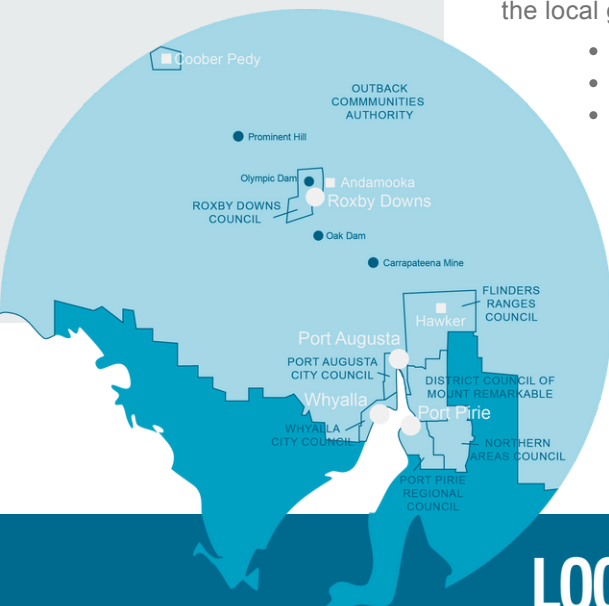 the local g
Coober Pedy
OUTBACK
COMMMUNITIES
AUTHORITY
Prominent Hill
Olympic Dam
Andamooka
ROXBY DOWNS
COUNCIL
Roxby Downs
Oak Dam
Carrapateena Mine
FLINDERS
RANGES
COUNCIL
Hawker
Port Augusta
PORT AUGUSTA
CITY COUNCIL
DISTRICT COUNCIL OF
MOUNT REMARKABLE
Whyalla
Port Pirie
WHYALLA
CITY COUNCIL
NORTHERN
AREAS COUNCIL
PORT PIRIE
REGIONAL
COUNCIL
LOC